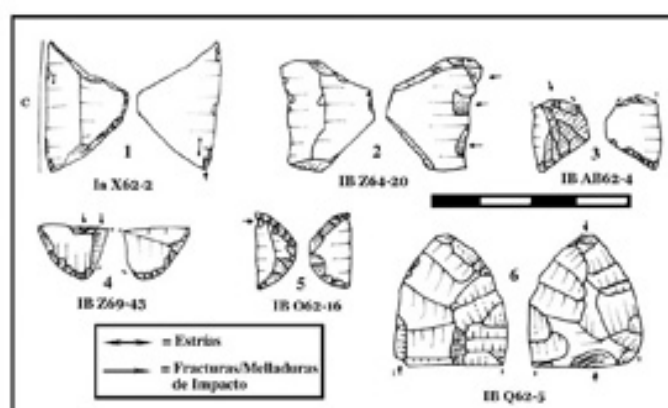 C
1
Ia X62-2
2
IB Z64-20
3
IB AB62-4
4
IB Z69-43
5
IB O62-16
6
IB Q62-5
= Estrías
= Fracturas/Melladuras
de Impacto